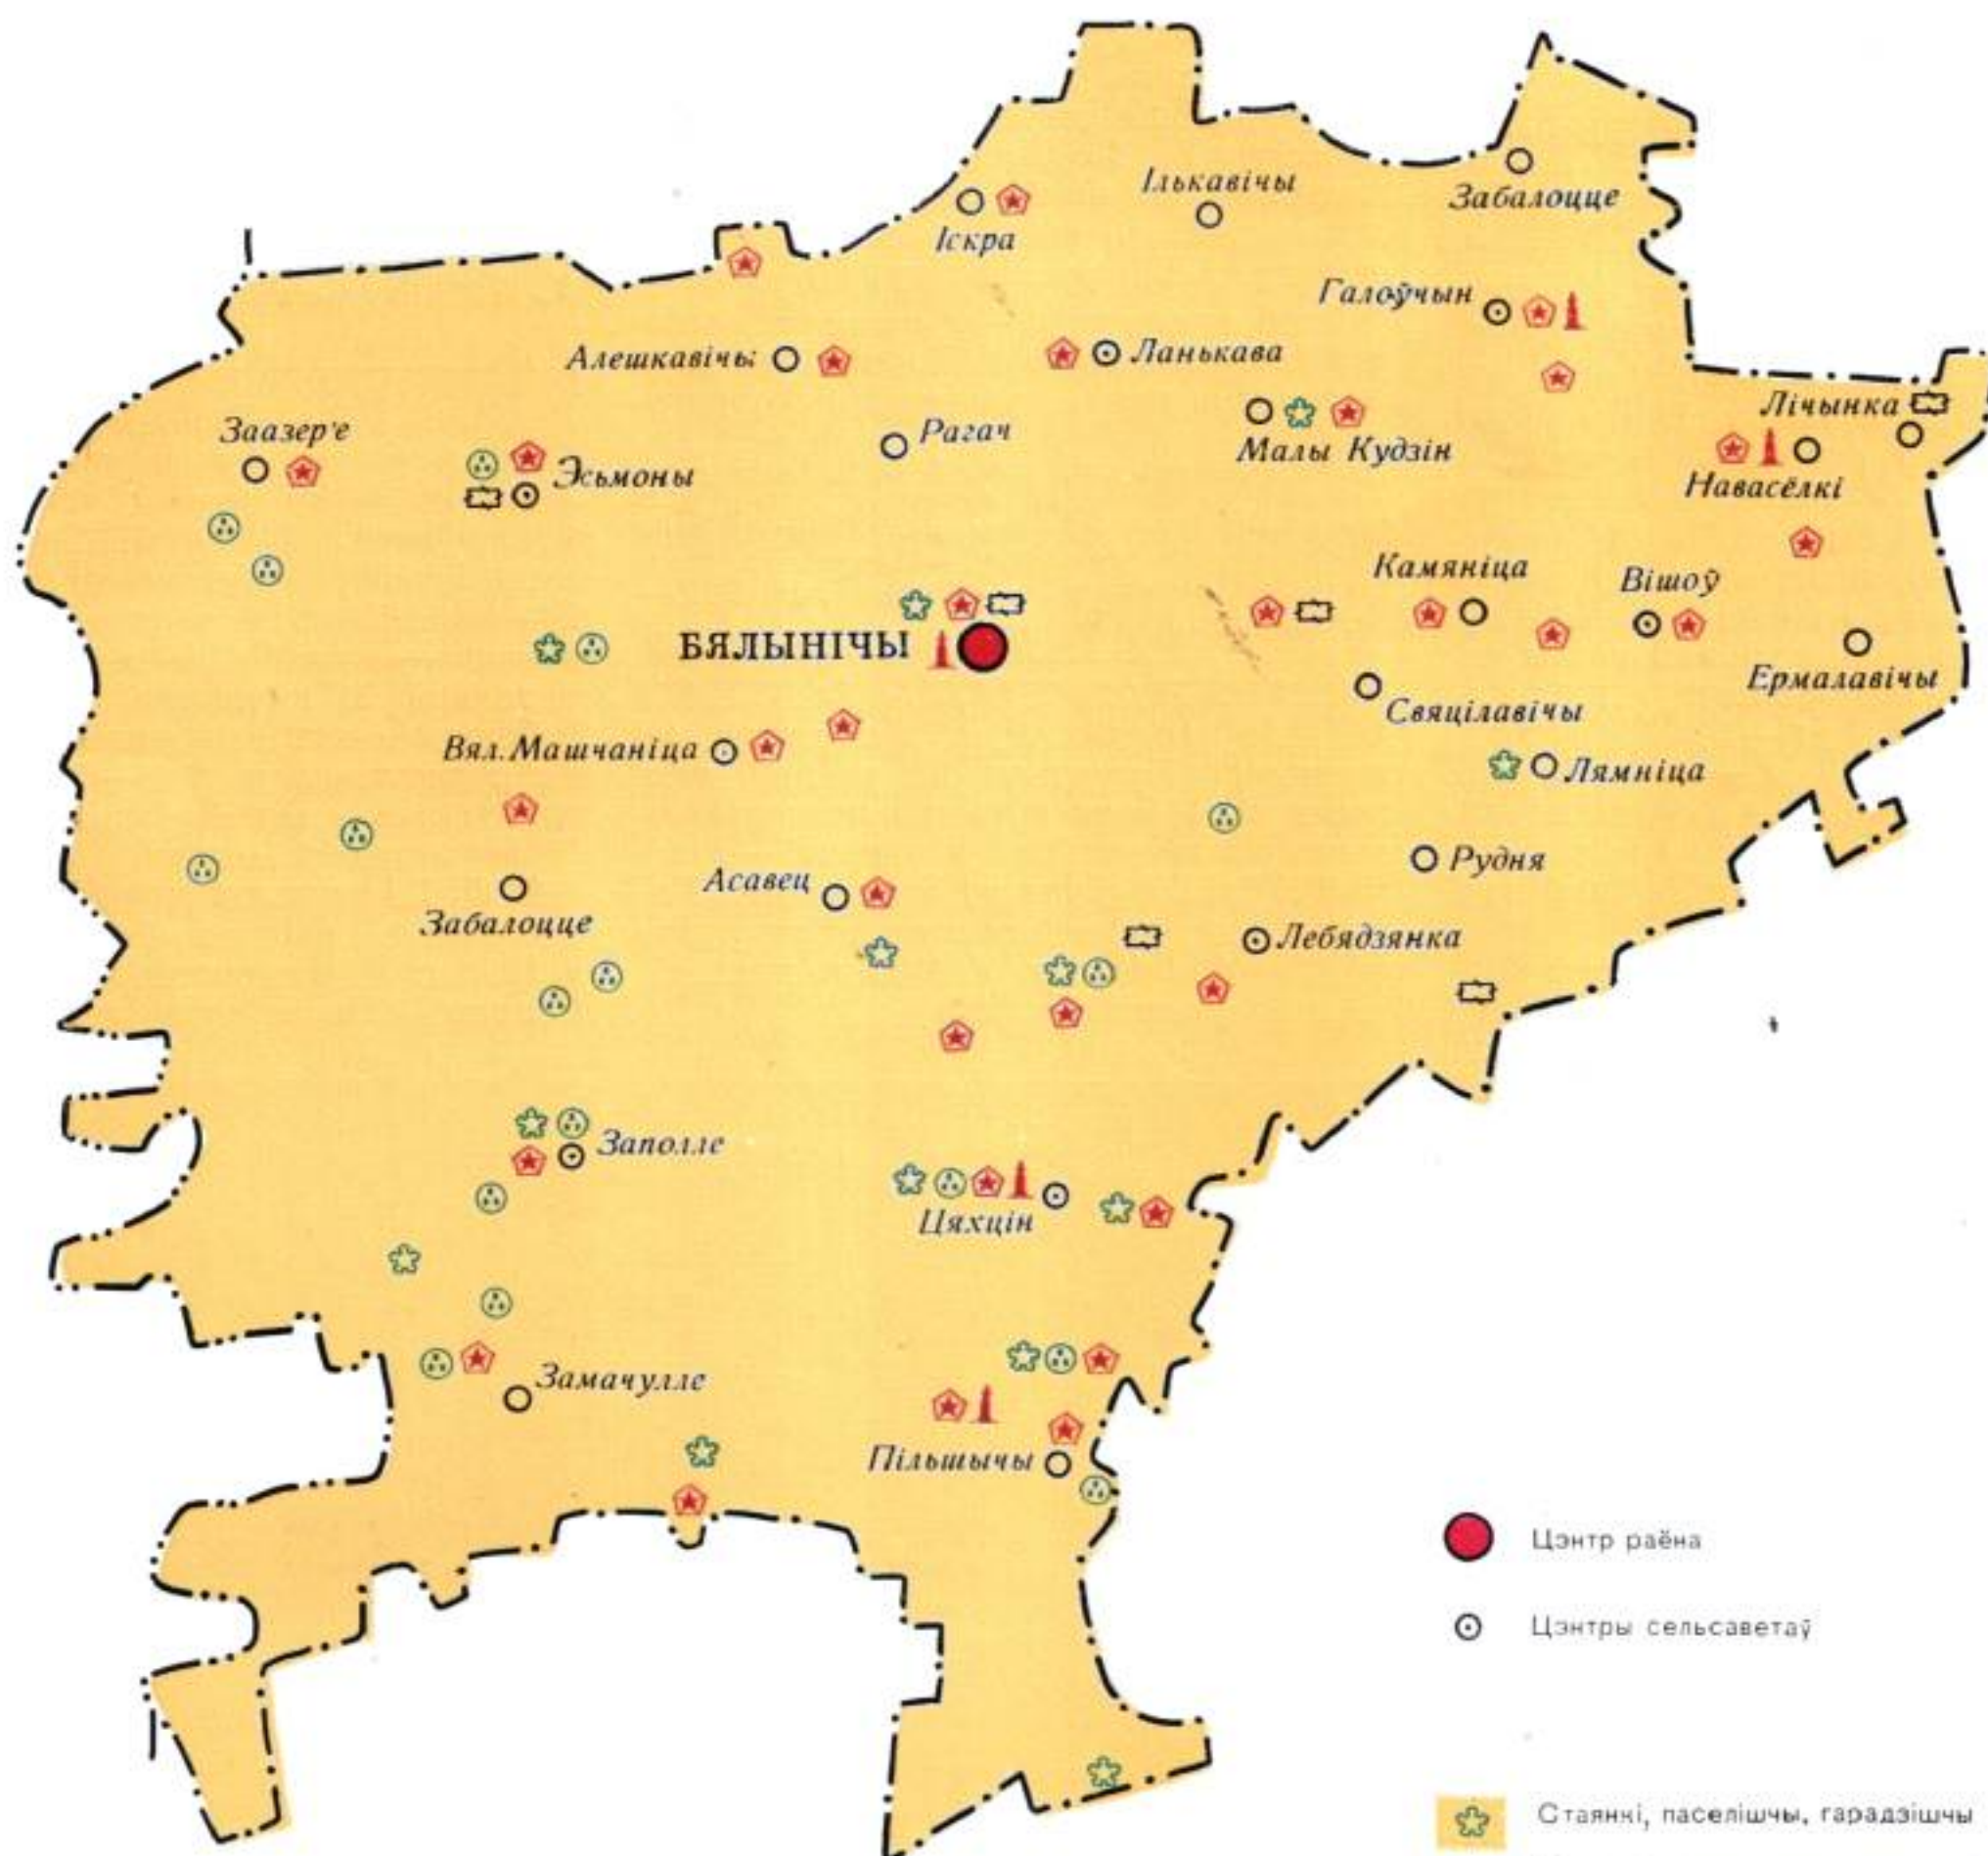 Ількавічы
Забалоцце
Іскра
Галоўчын
Алешкавічы
Ланькава
Лічынка
Заазер'е
Рагач
Малы Кудзін
Эсьмоны
Навасёлкі
Камяніца
Вішоў
БЯЛЫНІЧЫ
Ермалавічы
Свяцілавічы
Вял. Машчаніца
Лямніца
Рудня
Асавец
Забалоцце
Лебядзянка
Заполле
Цяхцін
Замачулле
Пільшычы
Цэнтр раёна
Цэнтры сельсаветаў
Стаянкі, паселішчы, гарадзішчы